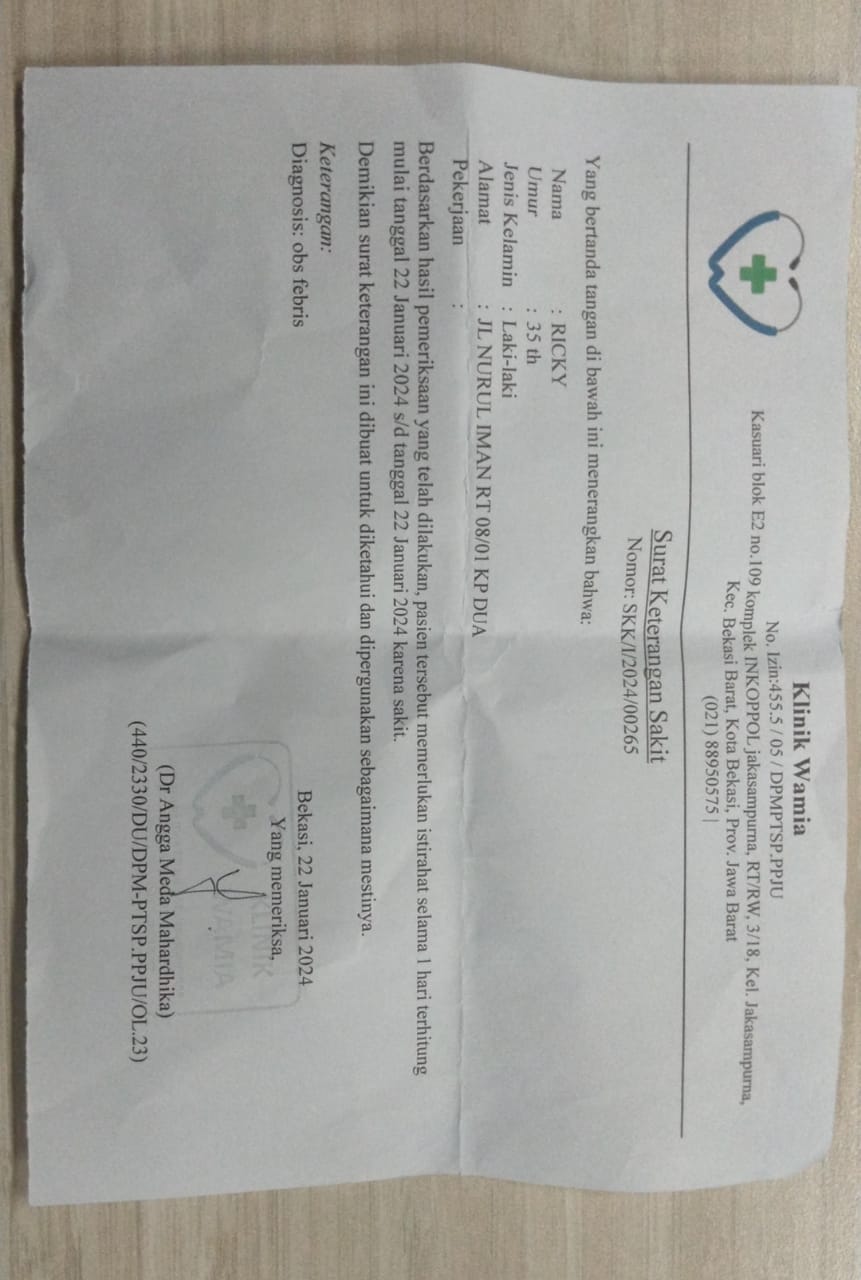 Klinik Wamia
No. Izin:455.5 / 05 / DPMPTSP.PPJU
Kasuari blok E2 no.109 komplek INKOPPOL jakasampurna, RT/RW, 3/18, Kel. Jakasampurna,
Kec. Bekasi Barat, Kota Bekasi, Prov. Jawa Barat
(021) 88950575 |
Surat Keterangan Sakit
Nomor: SKK/I/2024/00265
Yang bertanda tangan di bawah ini menerangkan bahwa:
Nama : RICKY
Umur : 35 th
Jenis Kelamin : Laki-laki
Alamat : JL NURUL IMAN RT 08/01 KP DUA
Pekerjaan :
Berdasarkan hasil pemeriksaan yang telah dilakukan, pasien tersebut memerlukan istirahat selama 1 hari terhitung
mulai tanggal 22 Januari 2024 s/d tanggal 22 Januari 2024 karena sakit.
Demikian surat keterangan ini dibuat untuk diketahui dan dipergunakan sebagaimana mestinya.
Keterangan:
Diagnosis: obs febris
Bekasi, 22 Januari 2024
Yang memeriksa,
KLINIK
WAMIA
(Dr Angga Meda Mahardhika)
(440/2330/DU/DPM-PTSP.PPJU/OL.23)